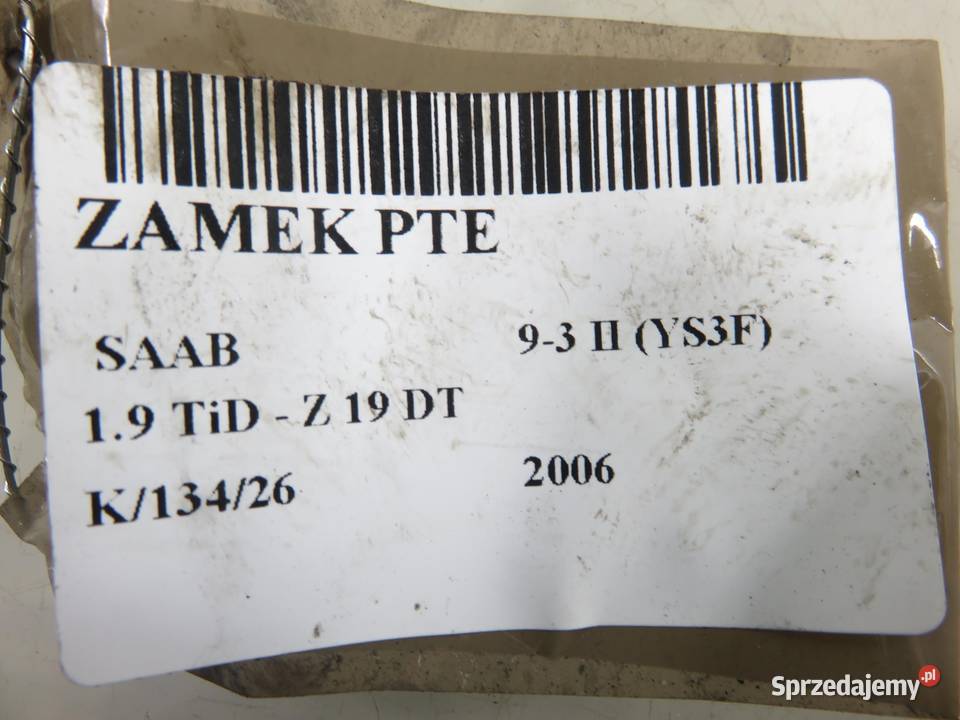 ZAMEK PTE
SAAB 9-3 II (YS3F)
1.9 TiD - Z 19 DT
K/134/26 2006
Sprzedajemy.pl